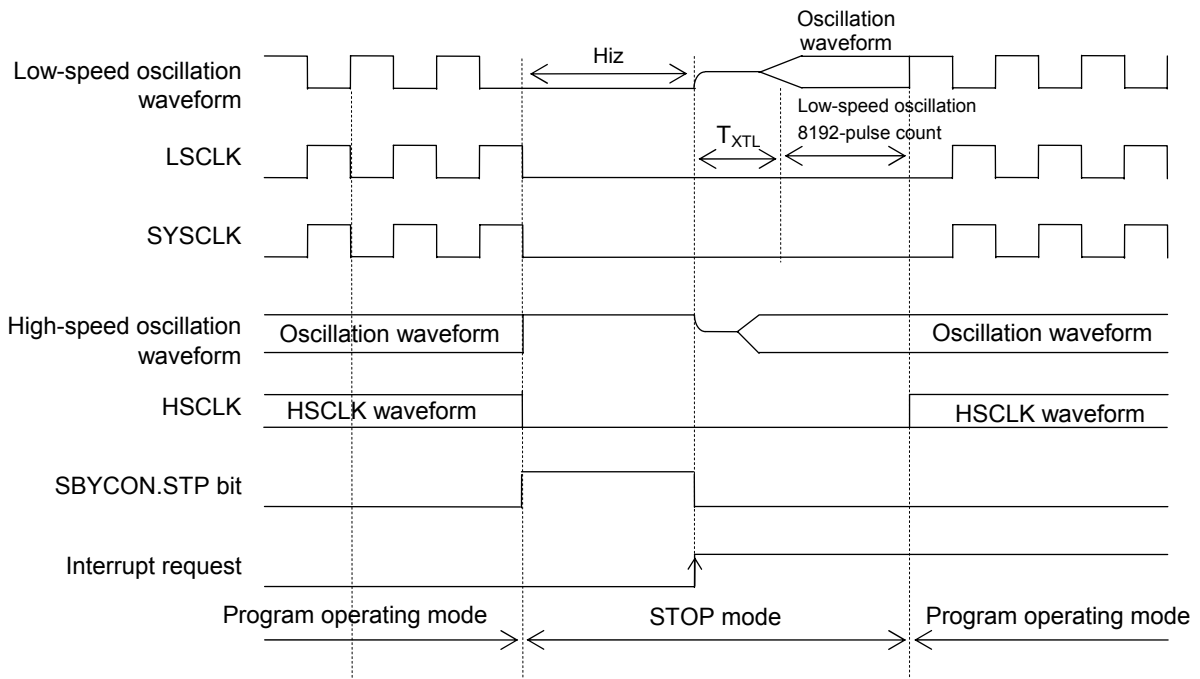 Oscillation
waveform
Hiz
Low-speed oscillation
waveform
Low-speed oscillation
8192-pulse count
TXTL
LSCLK
SYSCLK
High-speed oscillation
waveform
Oscillation waveform
Oscillation waveform
HSCLK
HSCLK waveform
HSCLK waveform
SBYCON.STP bit
Interrupt request
Program operating mode
STOP mode
Program operating mode